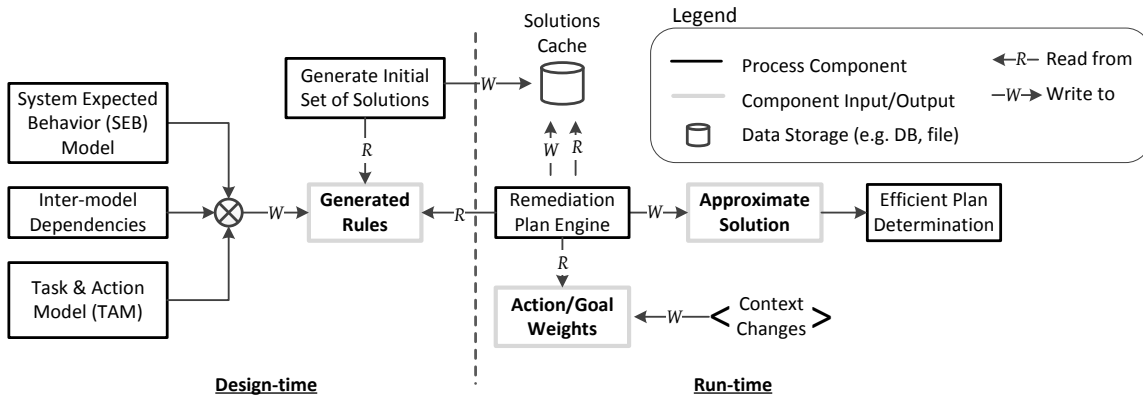 Solutions
Cache
Legend
Process Component
Component Input/Output
Data Storage (e.g. DB, file)
R
Read from
W
Write to
System Expected
Behavior (SEB)
Model
Generate Initial
Set of Solutions
W
R
W
R
Inter-model
Dependencies
W
Generated
Rules
R
Remediation
Plan Engine
W
Approximate
Solution
Efficient Plan
Determination
R
Task & Action
Model (TAM)
Action/Goal
Weights
W
< Context
Changes >
Design-time
Run-time